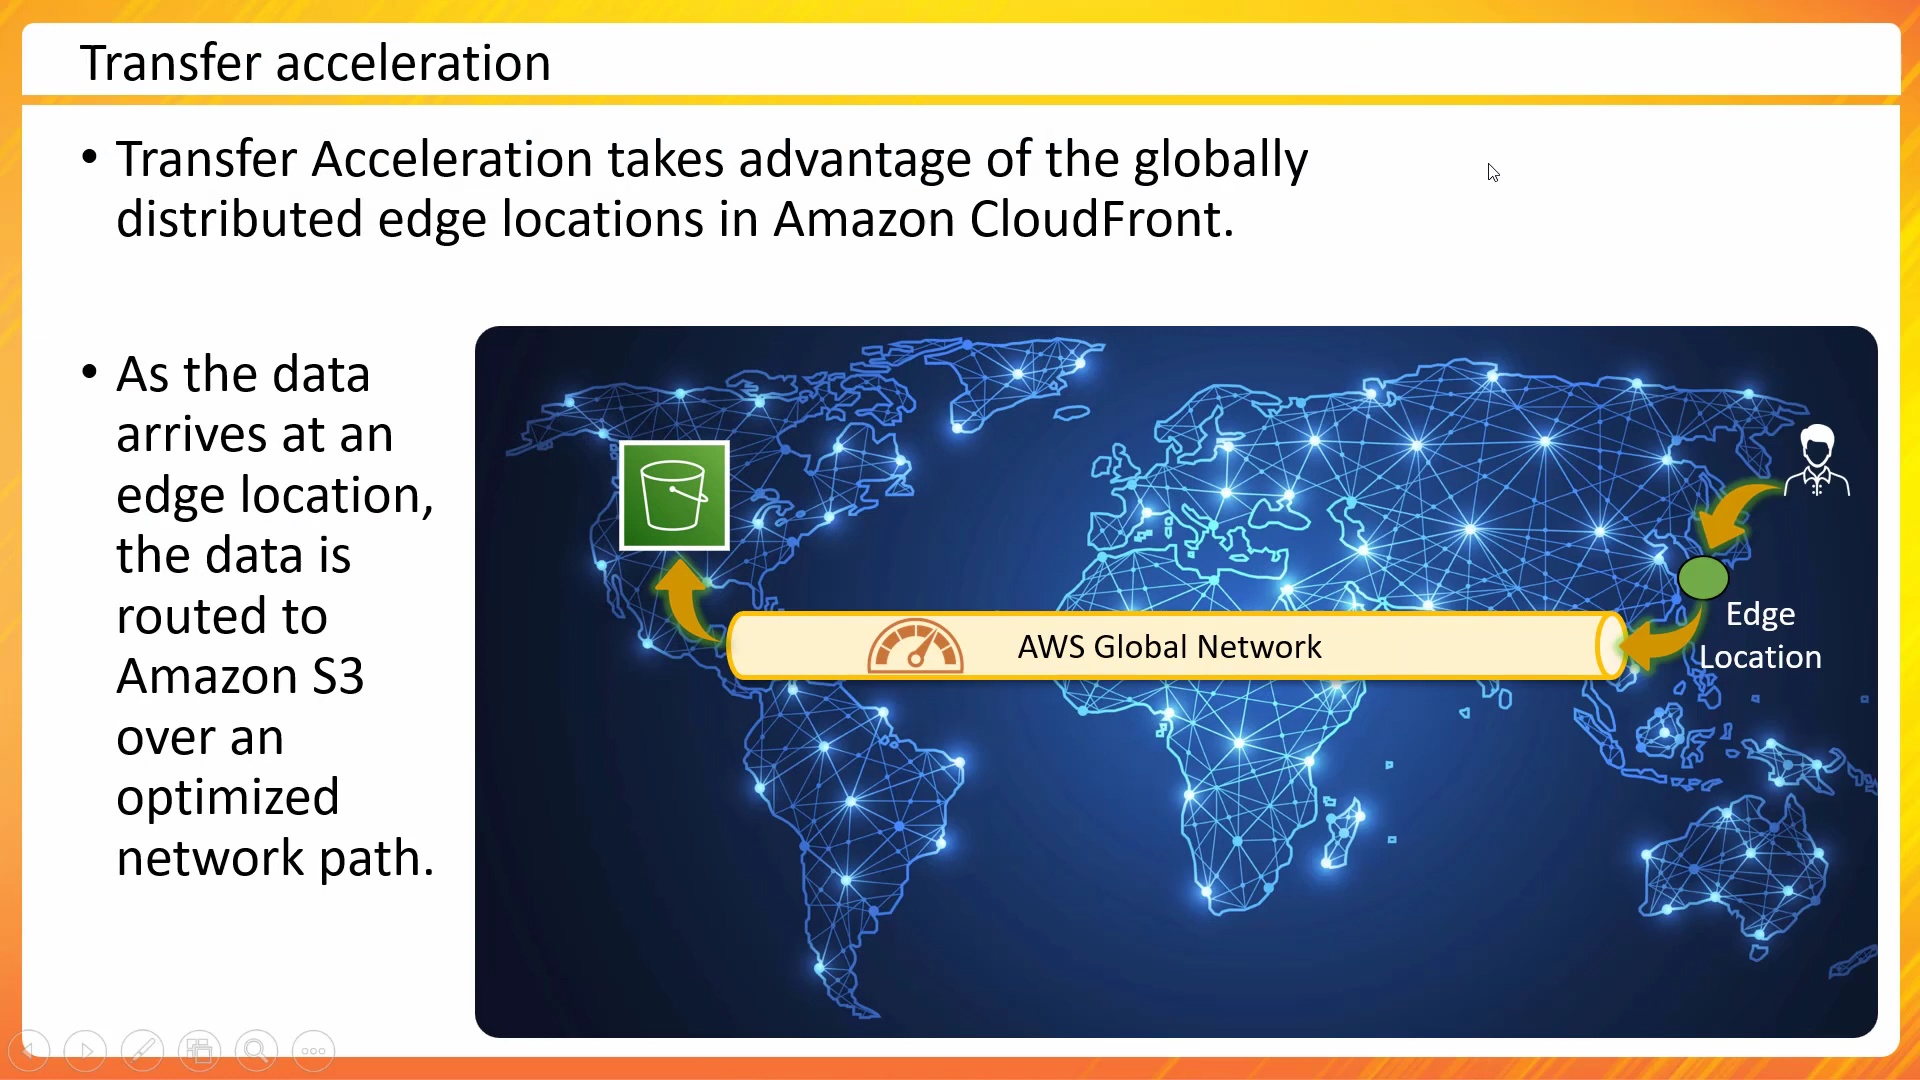 Transfer acceleration
• Transfer Acceleration takes advantage of the globally
distributed edge locations in Amazon CloudFront.
• As the data
arrives at an
edge location,
the data is
routed to
Amazon S3
over an
optimized
network path.
AWS Global Network
Edge
Location